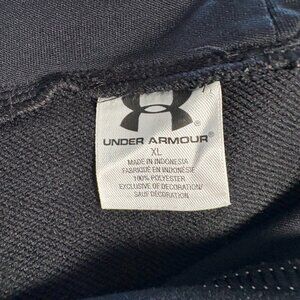 UNDER ARMOUR
XL
MADE IN INDONESIA
FABRIQUÉ EN INDONÉSIE
100% POLYESTER
EXCLUSIVE OF DECORATION/
SAUF DÉCORATION